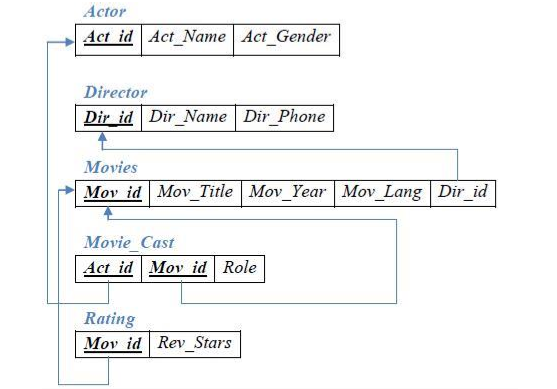 Actor
Act_id Act_Name Act_Gender
Director
Dir_id Dir_Name Dir_Phone
Movies
Mov_id Mov_Title Mov_Year Mov_Lang Dir_id
Movie_Cast
Act_id Mov_id Role
Rating
Mov_id Rev_Stars